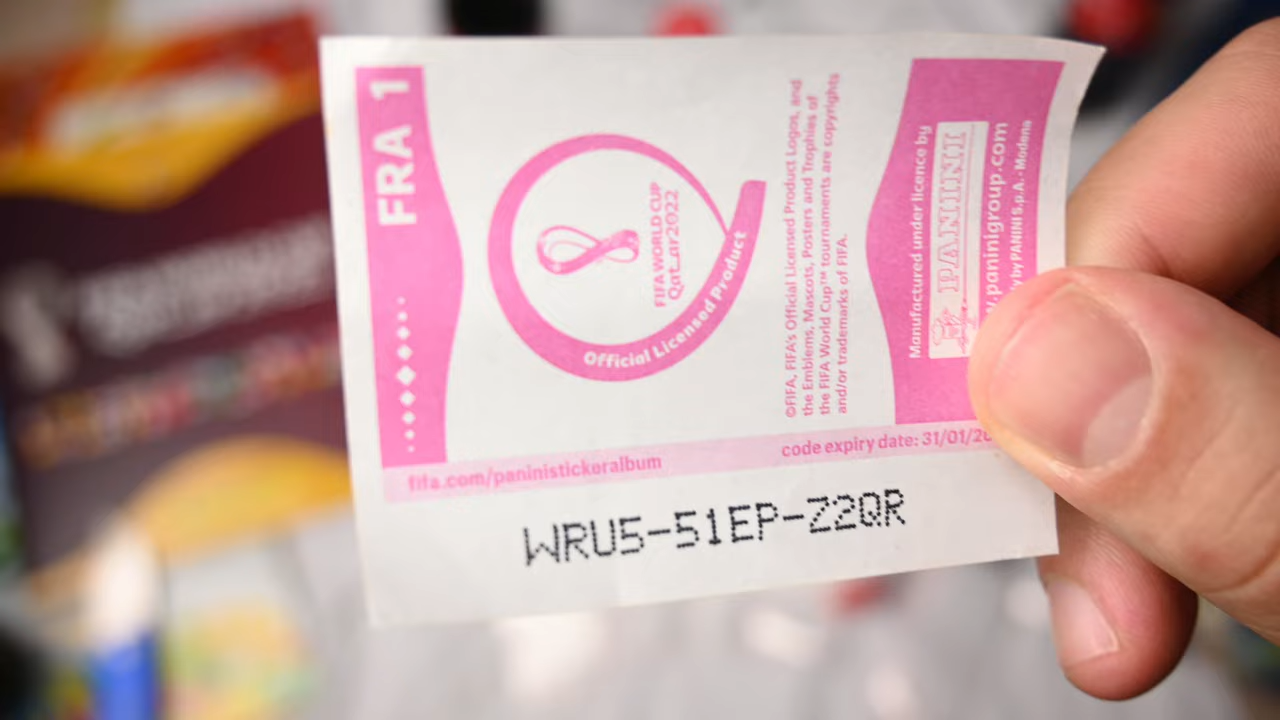 FRA 1
FIFA WORLD CUP
Qat_ar2022
Official Licensed Product
©FIFA, FIFA's Official Licensed Product Logos, and
the Emblems, Mascots, Posters and Trophies of
the FIFA World Cup™ tournaments are copyrights
and/or trademarks of FIFA.
Manufactured under licence by
PANINI
.paninigroup.com
by PANINI S.p.A. - Modena
fifa.com/paninistickeralbum
code expiry date: 31/01/20
WRU5-51EP-Z2QR